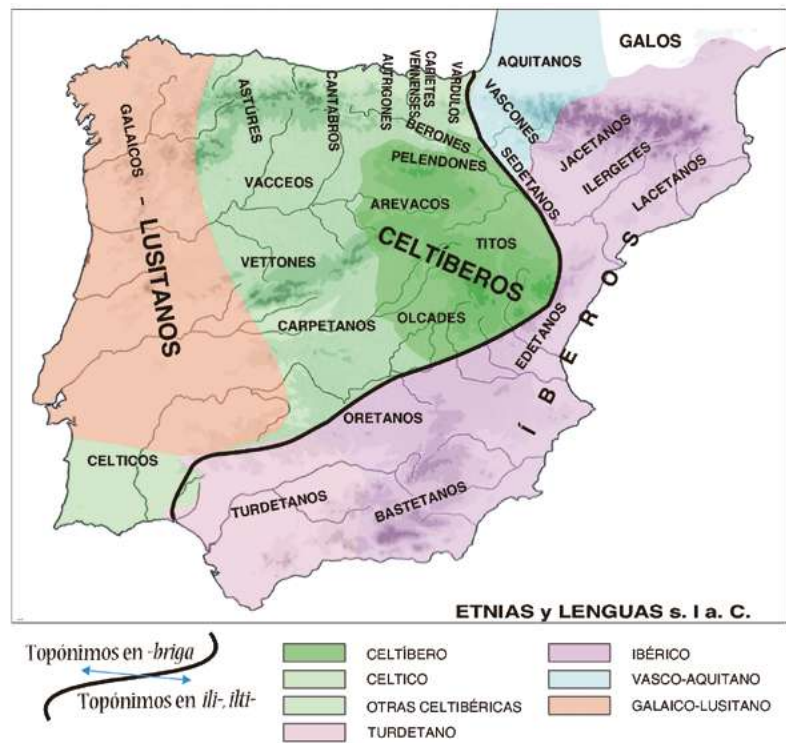 AQUITANOS
GALOS
GALAICOS
-
LUSITANOS
ASTURES
CANTABROS
AUTRIGONES
CARIETES
VENNENSES
VARDULOS
BERONES
VASCONES
PELENDONES
SEDETANOS
JACETANOS
ILERGETES
LACETANOS
VACCEOS
AREVACOS
TITOS
CELTÍBEROS
VETTONES
OLCADES
CARPETANOS
EDETANOS
ÍBEROS
ORETANOS
CELTICOS
TURDETANOS
BASTETANOS
ETNIAS y LENGUAS s. I a. C.
Topónimos en -briga
Topónimos en ili-, ilti-
CELTÍBERO
CELTICO
OTRAS CELTIBÉRICAS
TURDETANO
IBÉRICO
VASCO-AQUITANO
GALAICO-LUSITANO